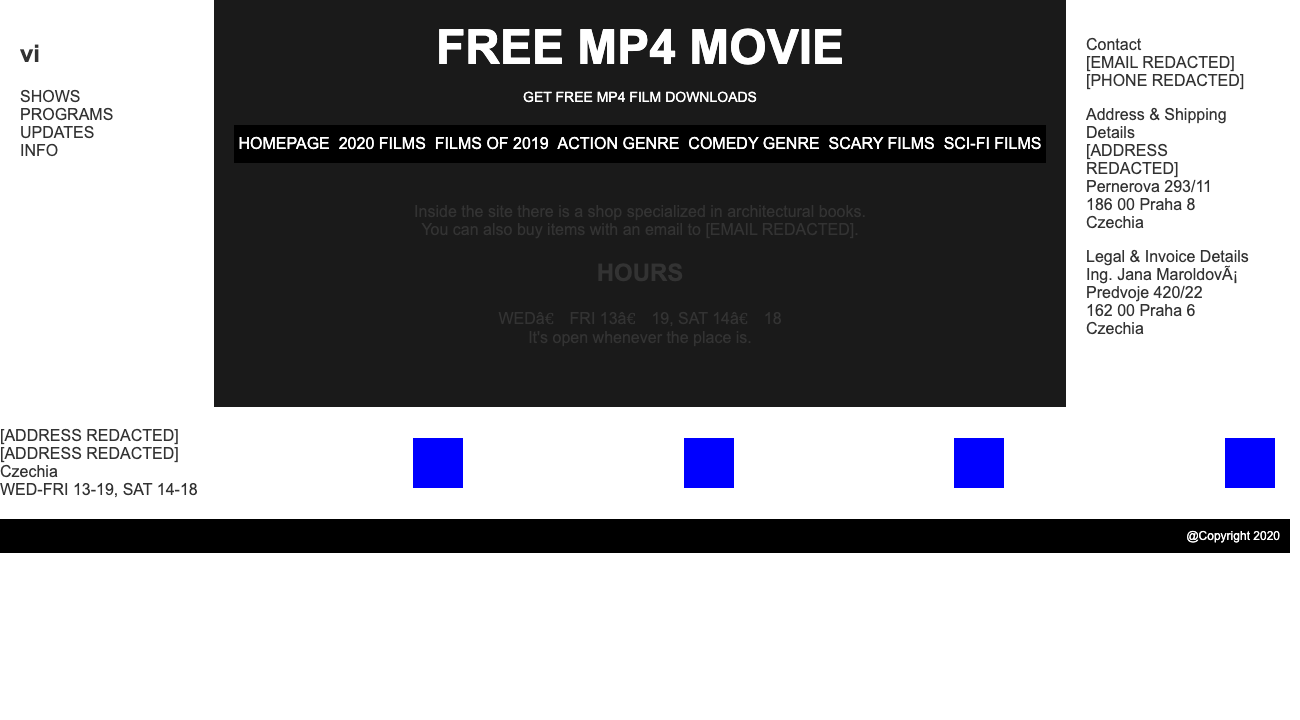 vi
SHOWS
PROGRAMS
UPDATES
INFO
FREE MP4 MOVIE
GET FREE MP4 FILM DOWNLOADS
HOMEPAGE 2020 FILMS FILMS OF 2019 ACTION GENRE COMEDY GENRE SCARY FILMS SCI-FI FILMS
Inside the site there is a shop specialized in architectural books.
You can also buy items with an email to [EMAIL REDACTED].
HOURS
WEDâ€ FRI 13â€ 19, SAT 14â€ 18
It's open whenever the place is.
Contact
[EMAIL REDACTED]
[PHONE REDACTED]
Address & Shipping
Details
[ADDRESS
REDACTED]
Pernerova 293/11
186 00 Praha 8
Czechia
Legal & Invoice Details
Ing. Jana MaroldovÃ¡
Predvoje 420/22
162 00 Praha 6
Czechia
[ADDRESS REDACTED]
[ADDRESS REDACTED]
Czechia
WED-FRI 13-19, SAT 14-18
@Copyright 2020